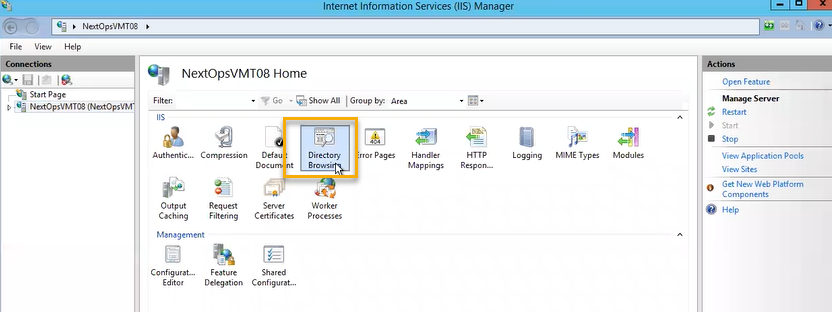 Internet Information Services (IIS) Manager
NextOpsVMT08
File View Help
Connections
Start Page
NextOpsVMT08 (NextOpsVMT
NextOpsVMT08 Home
Filter: Go Show All Group by: Area
IIS
Authentic... Compression Default Document Directory Browsing Error Pages Handler Mappings HTTP Respon... Logging MIME Types Modules
Output Caching Request Filtering Server Certificates Worker Processes
Management
Configurat... Editor Feature Delegation Shared Configurat...
Actions
Open Feature
Manage Server
Restart
Start
Stop
View Application Pools
View Sites
Get New Web Platform
Components
Help